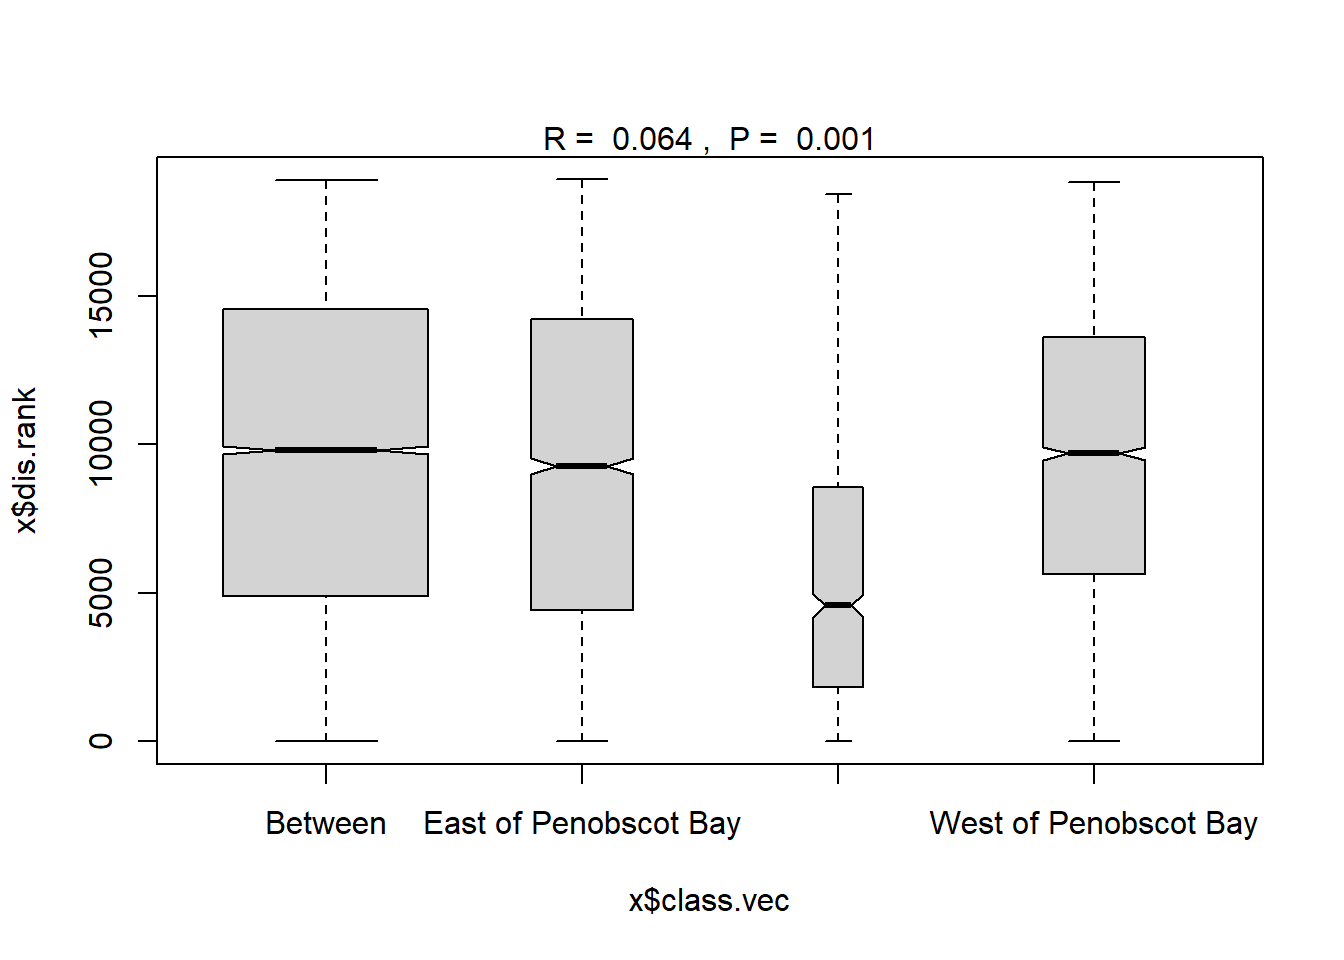 R =  0.064 ,  P =  0.001
x$dis.rank
15000
10000
5000
0
Between
East of Penobscot Bay
West of Penobscot Bay
x$class.vec